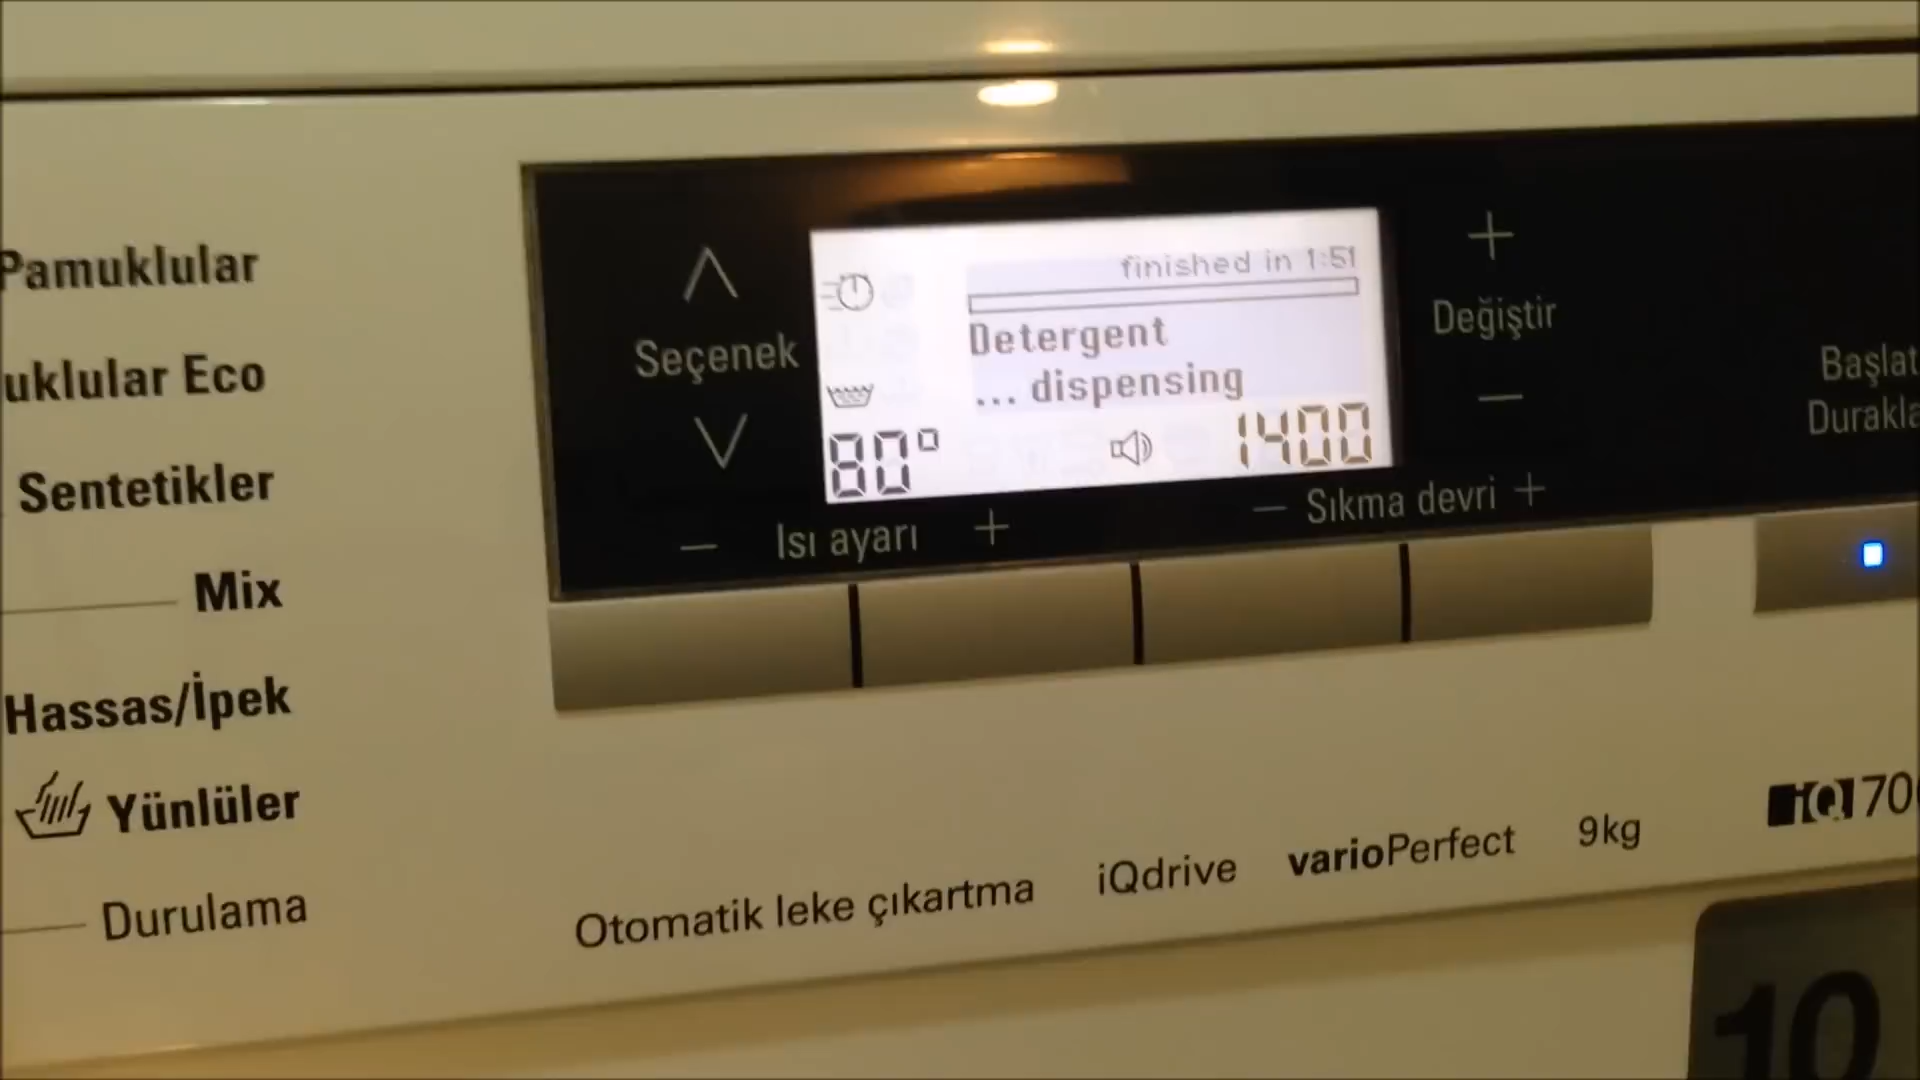 Pamuklular
uklular Eco
Sentetikler
Mix
Hassas/İpek
Yünlüler
Durulama
Seçenek
finished in 1:51
Detergent
... dispensing
80° 1400
− Isı ayarı +
− Sıkma devri +
+
Değiştir
−
Başlat
Durakla
Otomatik leke çıkartma iQdrive varioPerfect 9kg
iQ700
10